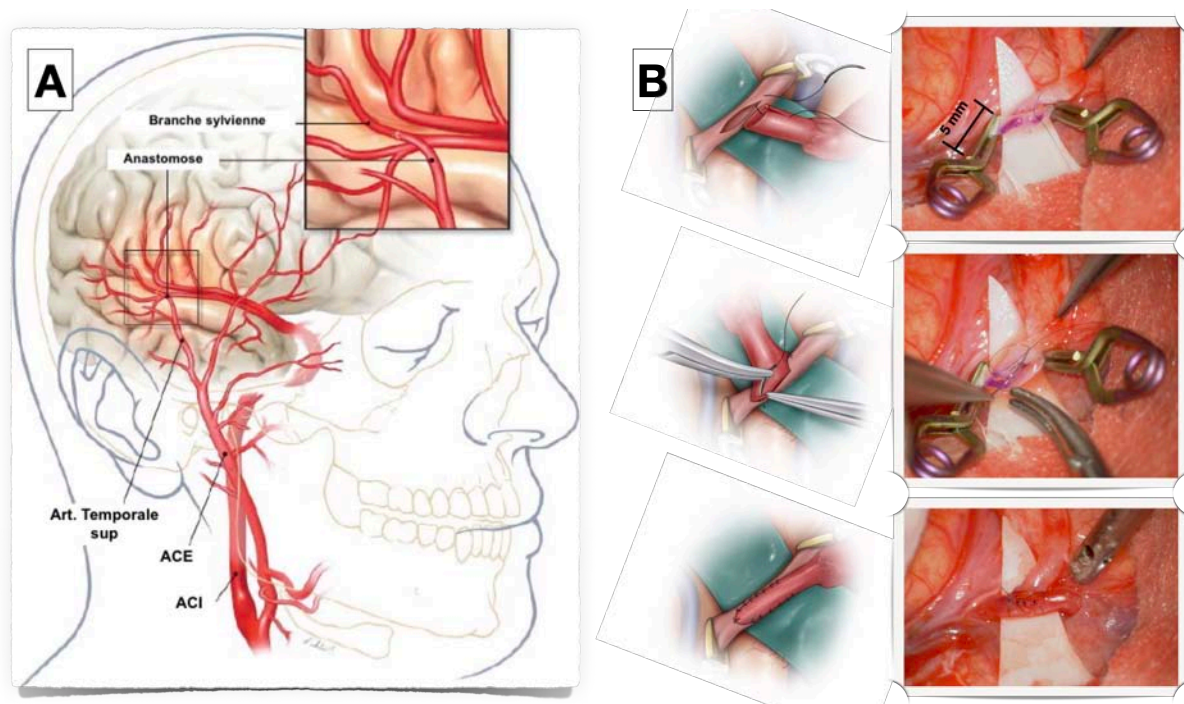 A
Branche sylvienne
Anastomose
Art. Temporale
sup
ACE
ACI
B
5 mm